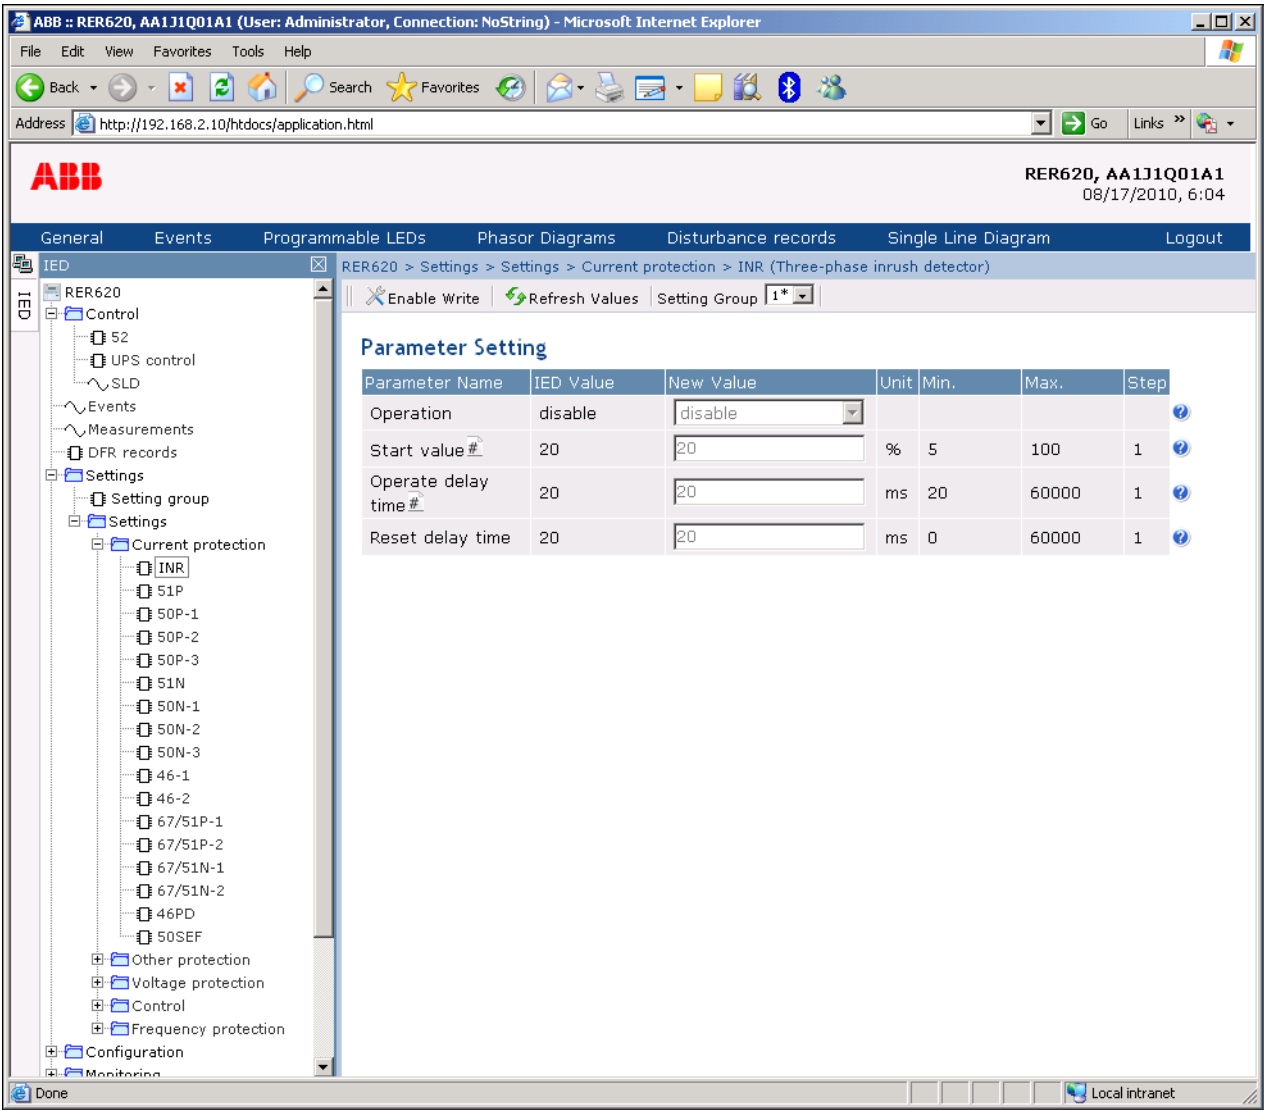 ABB :: RER620, AA1J1Q01A1 (User: Administrator, Connection: NoString) - Microsoft Internet Explorer
File Edit View Favorites Tools Help
Back Search Favorites
Address http://192.168.2.10/htdocs/application.html Go Links »
ABB
RER620, AA1J1Q01A1
08/17/2010, 6:04
General Events Programmable LEDs Phasor Diagrams Disturbance records Single Line Diagram Logout
IED
IED
RER620 > Settings > Settings > Current protection > INR (Three-phase inrush detector)
Enable Write Refresh Values Setting Group 1*
RER620
Control
52
UPS control
SLD
Events
Measurements
DFR records
Settings
Setting group
Settings
Current protection
INR
51P
50P-1
50P-2
50P-3
51N
50N-1
50N-2
50N-3
46-1
46-2
67/51P-1
67/51P-2
67/51N-1
67/51N-2
46PD
50SEF
Other protection
Voltage protection
Control
Frequency protection
Configuration
Monitoring
Parameter Setting
Parameter Name IED Value New Value Unit Min. Max. Step
Operation disable disable ?
Start value # 20 20 % 5 100 1 ?
Operate delay
time # 20 20 ms 20 60000 1 ?
Reset delay time 20 20 ms 0 60000 1 ?
Done Local intranet